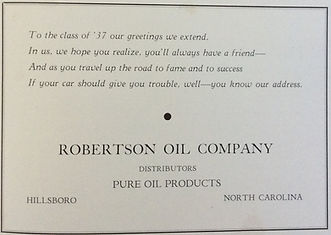 To the class of '37 our greetings we extend.
In us, we hope you realize, you'll always have a friend—
And as you travel up the road to fame and to success
If your car should give you trouble, well—you know our address.
ROBERTSON OIL COMPANY
DISTRIBUTORS
PURE OIL PRODUCTS
HILLSBORO NORTH CAROLINA